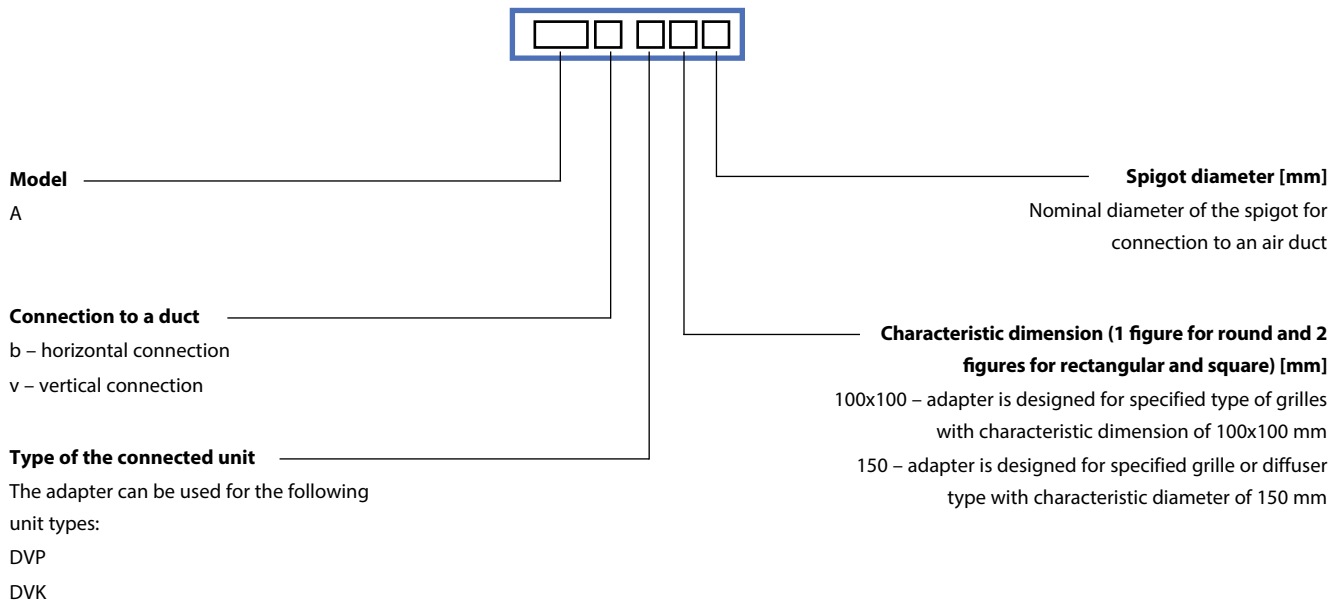 Model
A
Connection to a duct
b – horizontal connection
v – vertical connection
Type of the connected unit
The adapter can be used for the following
unit types:
DVP
DVK
Spigot diameter [mm]
Nominal diameter of the spigot for
connection to an air duct
Characteristic dimension (1 figure for round and 2
figures for rectangular and square) [mm]
100x100 – adapter is designed for specified type of grilles
with characteristic dimension of 100x100 mm
150 – adapter is designed for specified grille or diffuser
type with characteristic diameter of 150 mm